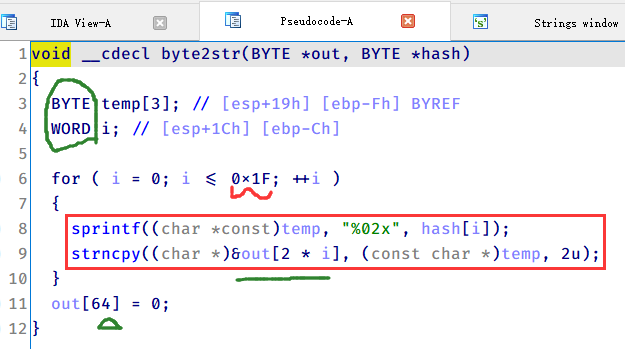 IDA View-A Pseudocode-A 's' Strings window
1 void __cdecl byte2str(BYTE *out, BYTE *hash)
2 {
3 BYTE temp[3]; // [esp+19h] [ebp-Fh] BYREF
4 WORD i; // [esp+1Ch] [ebp-Ch]
5
6 for ( i = 0; i <= 0×1F; ++i )
7 {
8 sprintf((char *const)temp, "%02x", hash[i]);
9 strncpy((char *)&out[2 * i], (const char *)temp, 2u);
10 }
11 out[64] = 0;
12 }